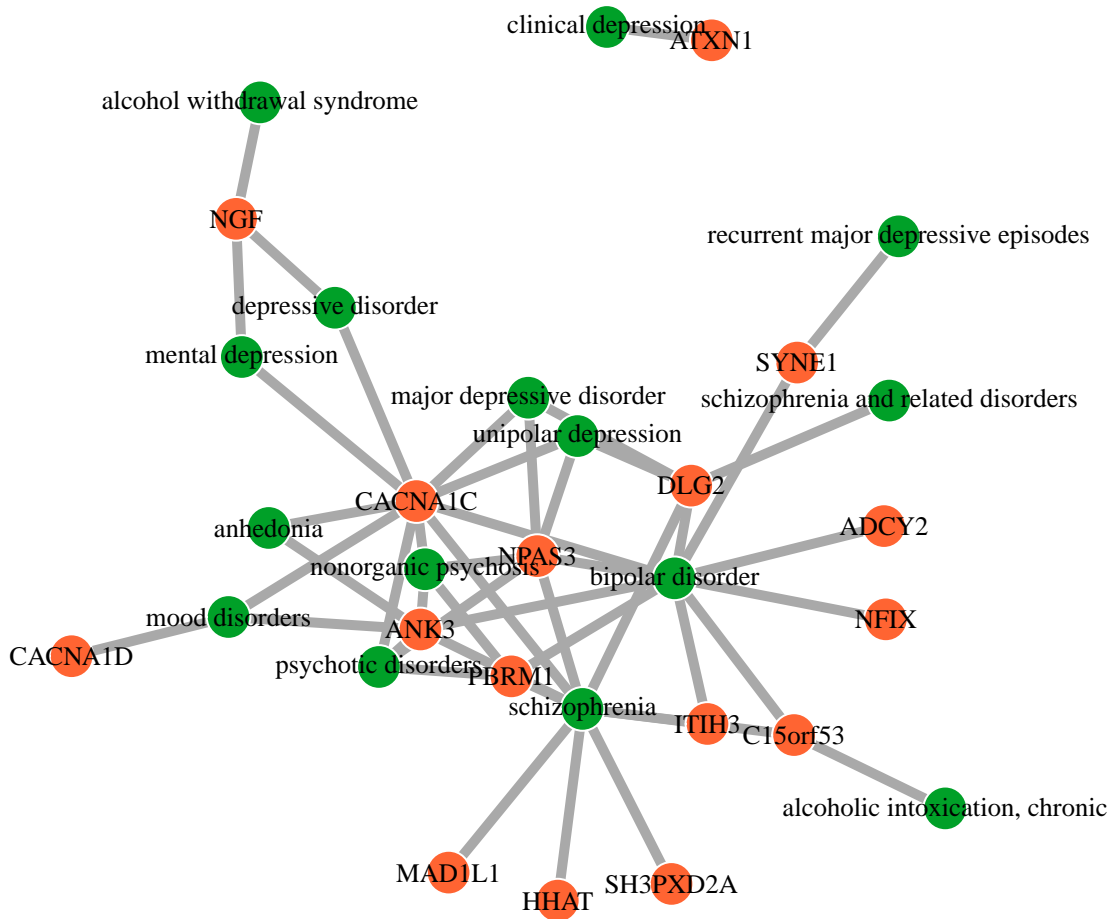 clinical depression
ATXN1
alcohol withdrawal syndrome
NGF
recurrent major depressive episodes
depressive disorder
mental depression
SYNE1
major depressive disorder
schizophrenia and related disorders
unipolar depression
DLG2
CACNA1C
anhedonia
ADCY2
NPAS3
nonorganic psychosis
bipolar disorder
mood disorders
ANK3
NFIX
CACNA1D
psychotic disorders
PBRM1
schizophrenia
ITIH3
C15orf53
alcoholic intoxication, chronic
MAD1L1
SH3PXD2A
HHAT